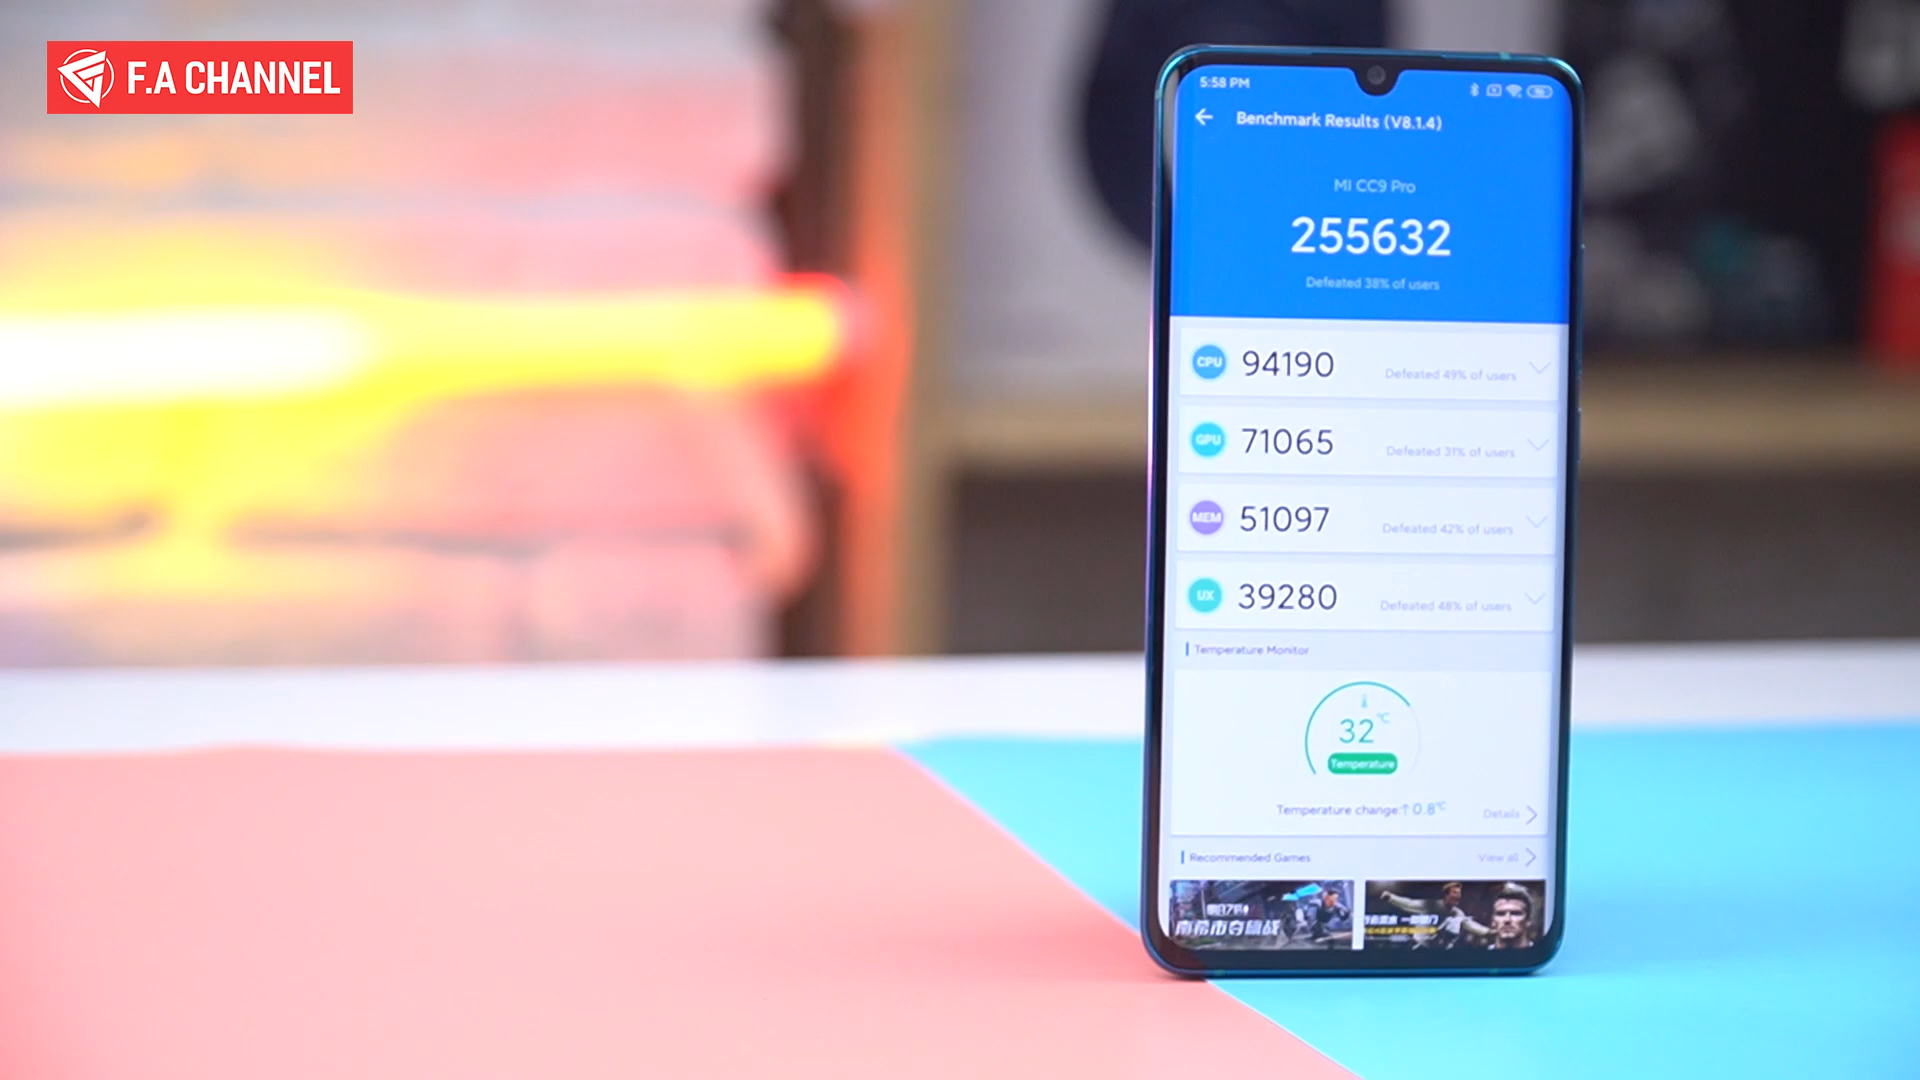 F.A CHANNEL
5:58 PM
Benchmark Results (V8.1.4)
MI CC9 Pro
255632
Defeated 38% of users
CPU 94190 Defeated 49% of users
GPU 71065 Defeated 31% of users
MEM 51097 Defeated 42% of users
UX 39280 Defeated 48% of users
Temperature Monitor
32 °C
Temperature
Temperature change:↑0.8℃ Details
Recommended Games View all